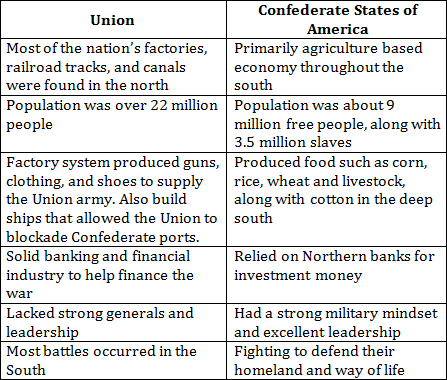 Union
Confederate States of
America
Most of the nation's factories,
railroad tracks, and canals
were found in the north
Primarily agriculture based
economy throughout the
south
Population was over 22 million
people
Population was about 9
million free people, along with
3.5 million slaves
Factory system produced guns,
clothing, and shoes to supply
the Union army. Also build
ships that allowed the Union to
blockade Confederate ports.
Produced food such as corn,
rice, wheat and livestock,
along with cotton in the deep
south
Solid banking and financial
industry to help finance the
war
Relied on Northern banks for
investment money
Lacked strong generals and
leadership
Had a strong military mindset
and excellent leadership
Most battles occurred in the
South
Fighting to defend their
homeland and way of life